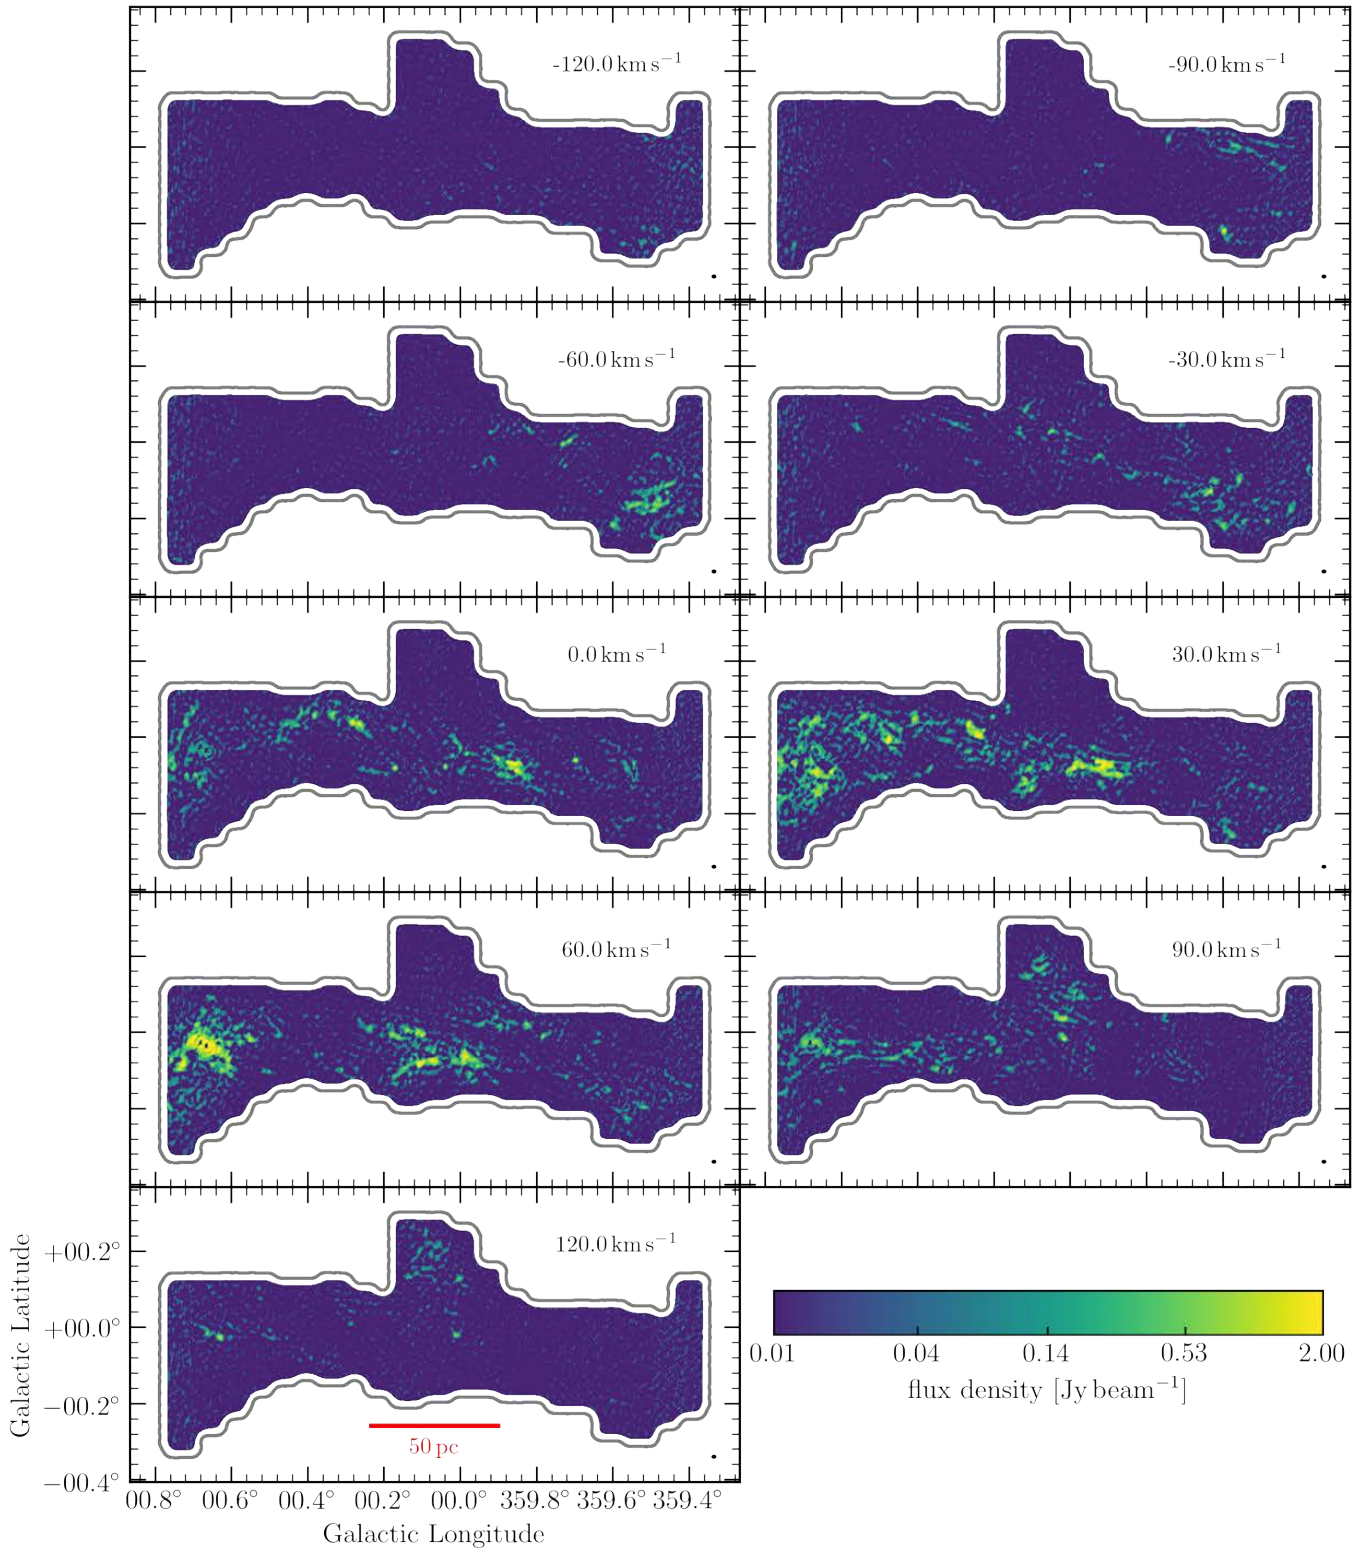 -120.0 km s⁻¹
-90.0 km s⁻¹
-60.0 km s⁻¹
-30.0 km s⁻¹
0.0 km s⁻¹
30.0 km s⁻¹
60.0 km s⁻¹
90.0 km s⁻¹
120.0 km s⁻¹
Galactic Latitude
+00.2°
+00.0°
−00.2°
−00.4°
50 pc
00.8° 00.6° 00.4° 00.2° 00.0° 359.8° 359.6° 359.4°
Galactic Longitude
0.01 0.04 0.14 0.53 2.00
flux density [Jy beam⁻¹]